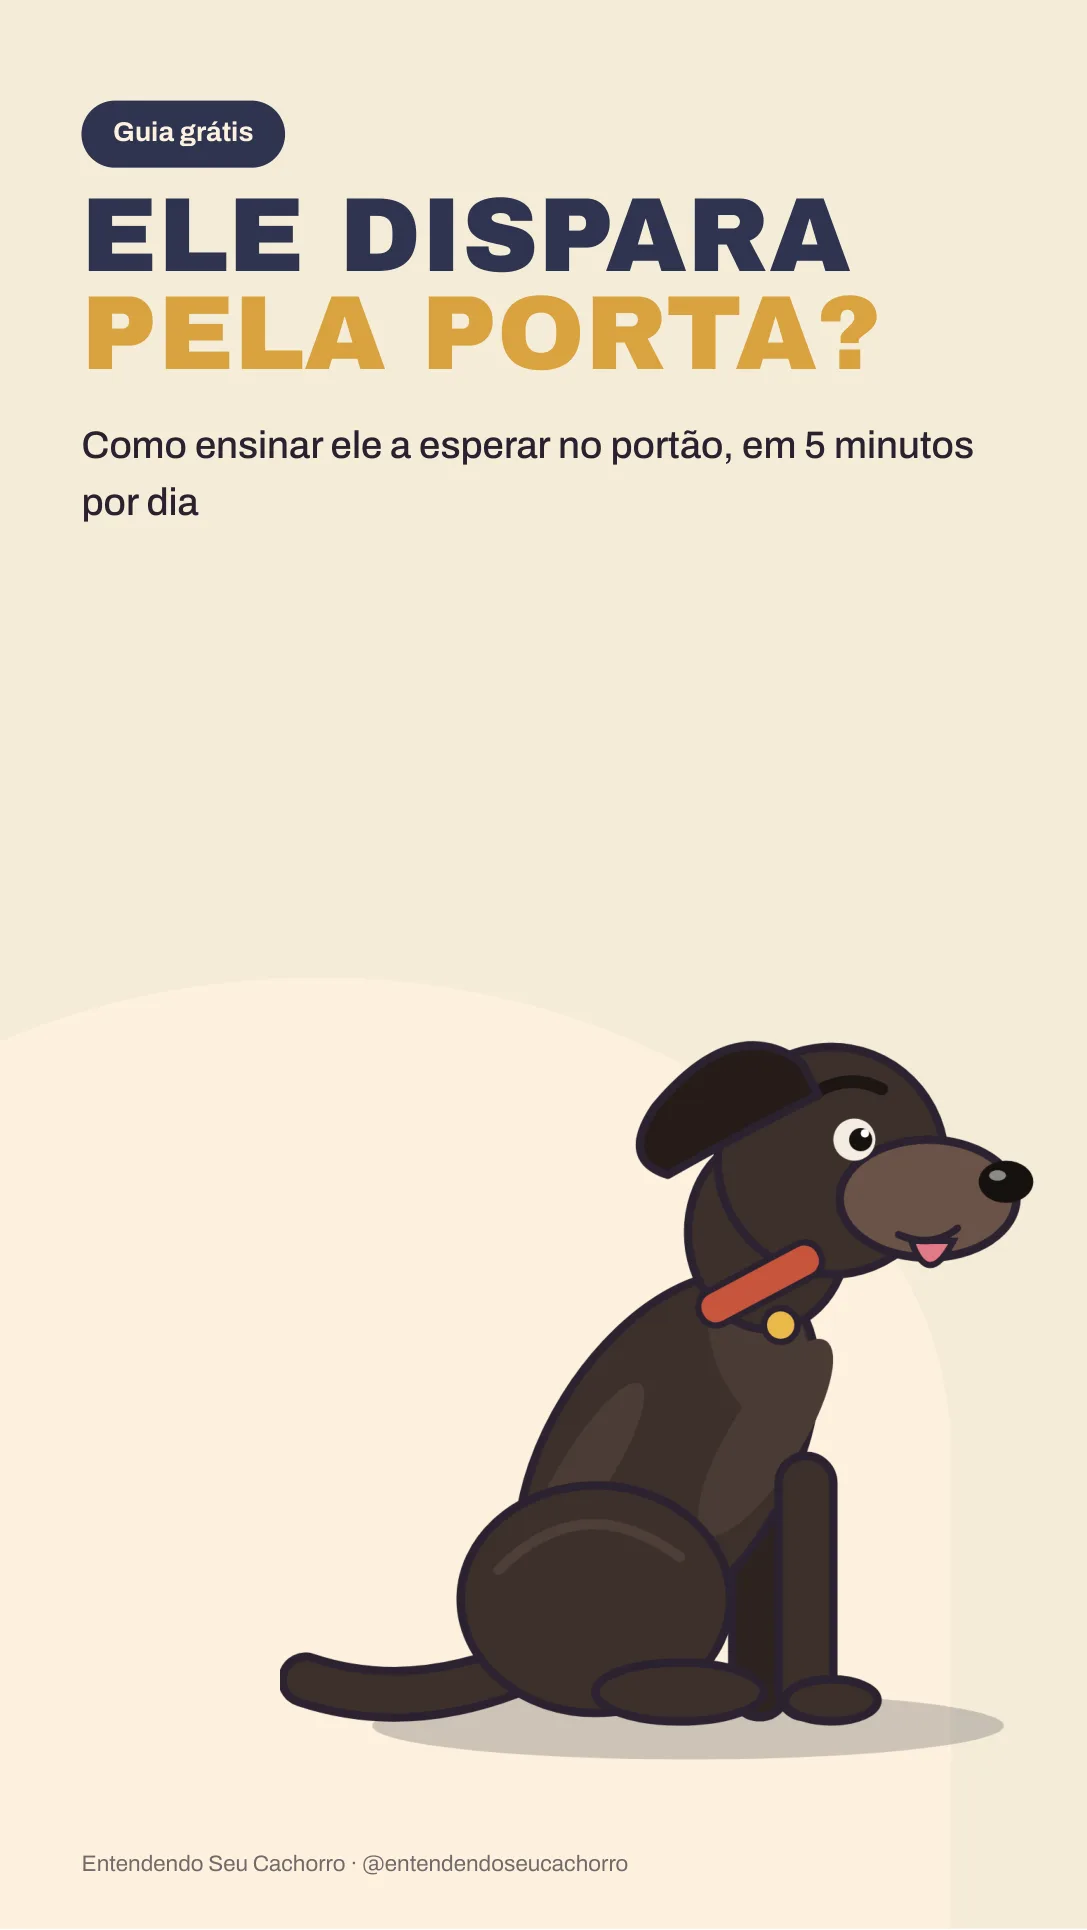 Guia grátis
ELE DISPARA
PELA PORTA?
Como ensinar ele a esperar no portão, em 5 minutos
por dia
Entendendo Seu Cachorro · @entendendoseucachorro